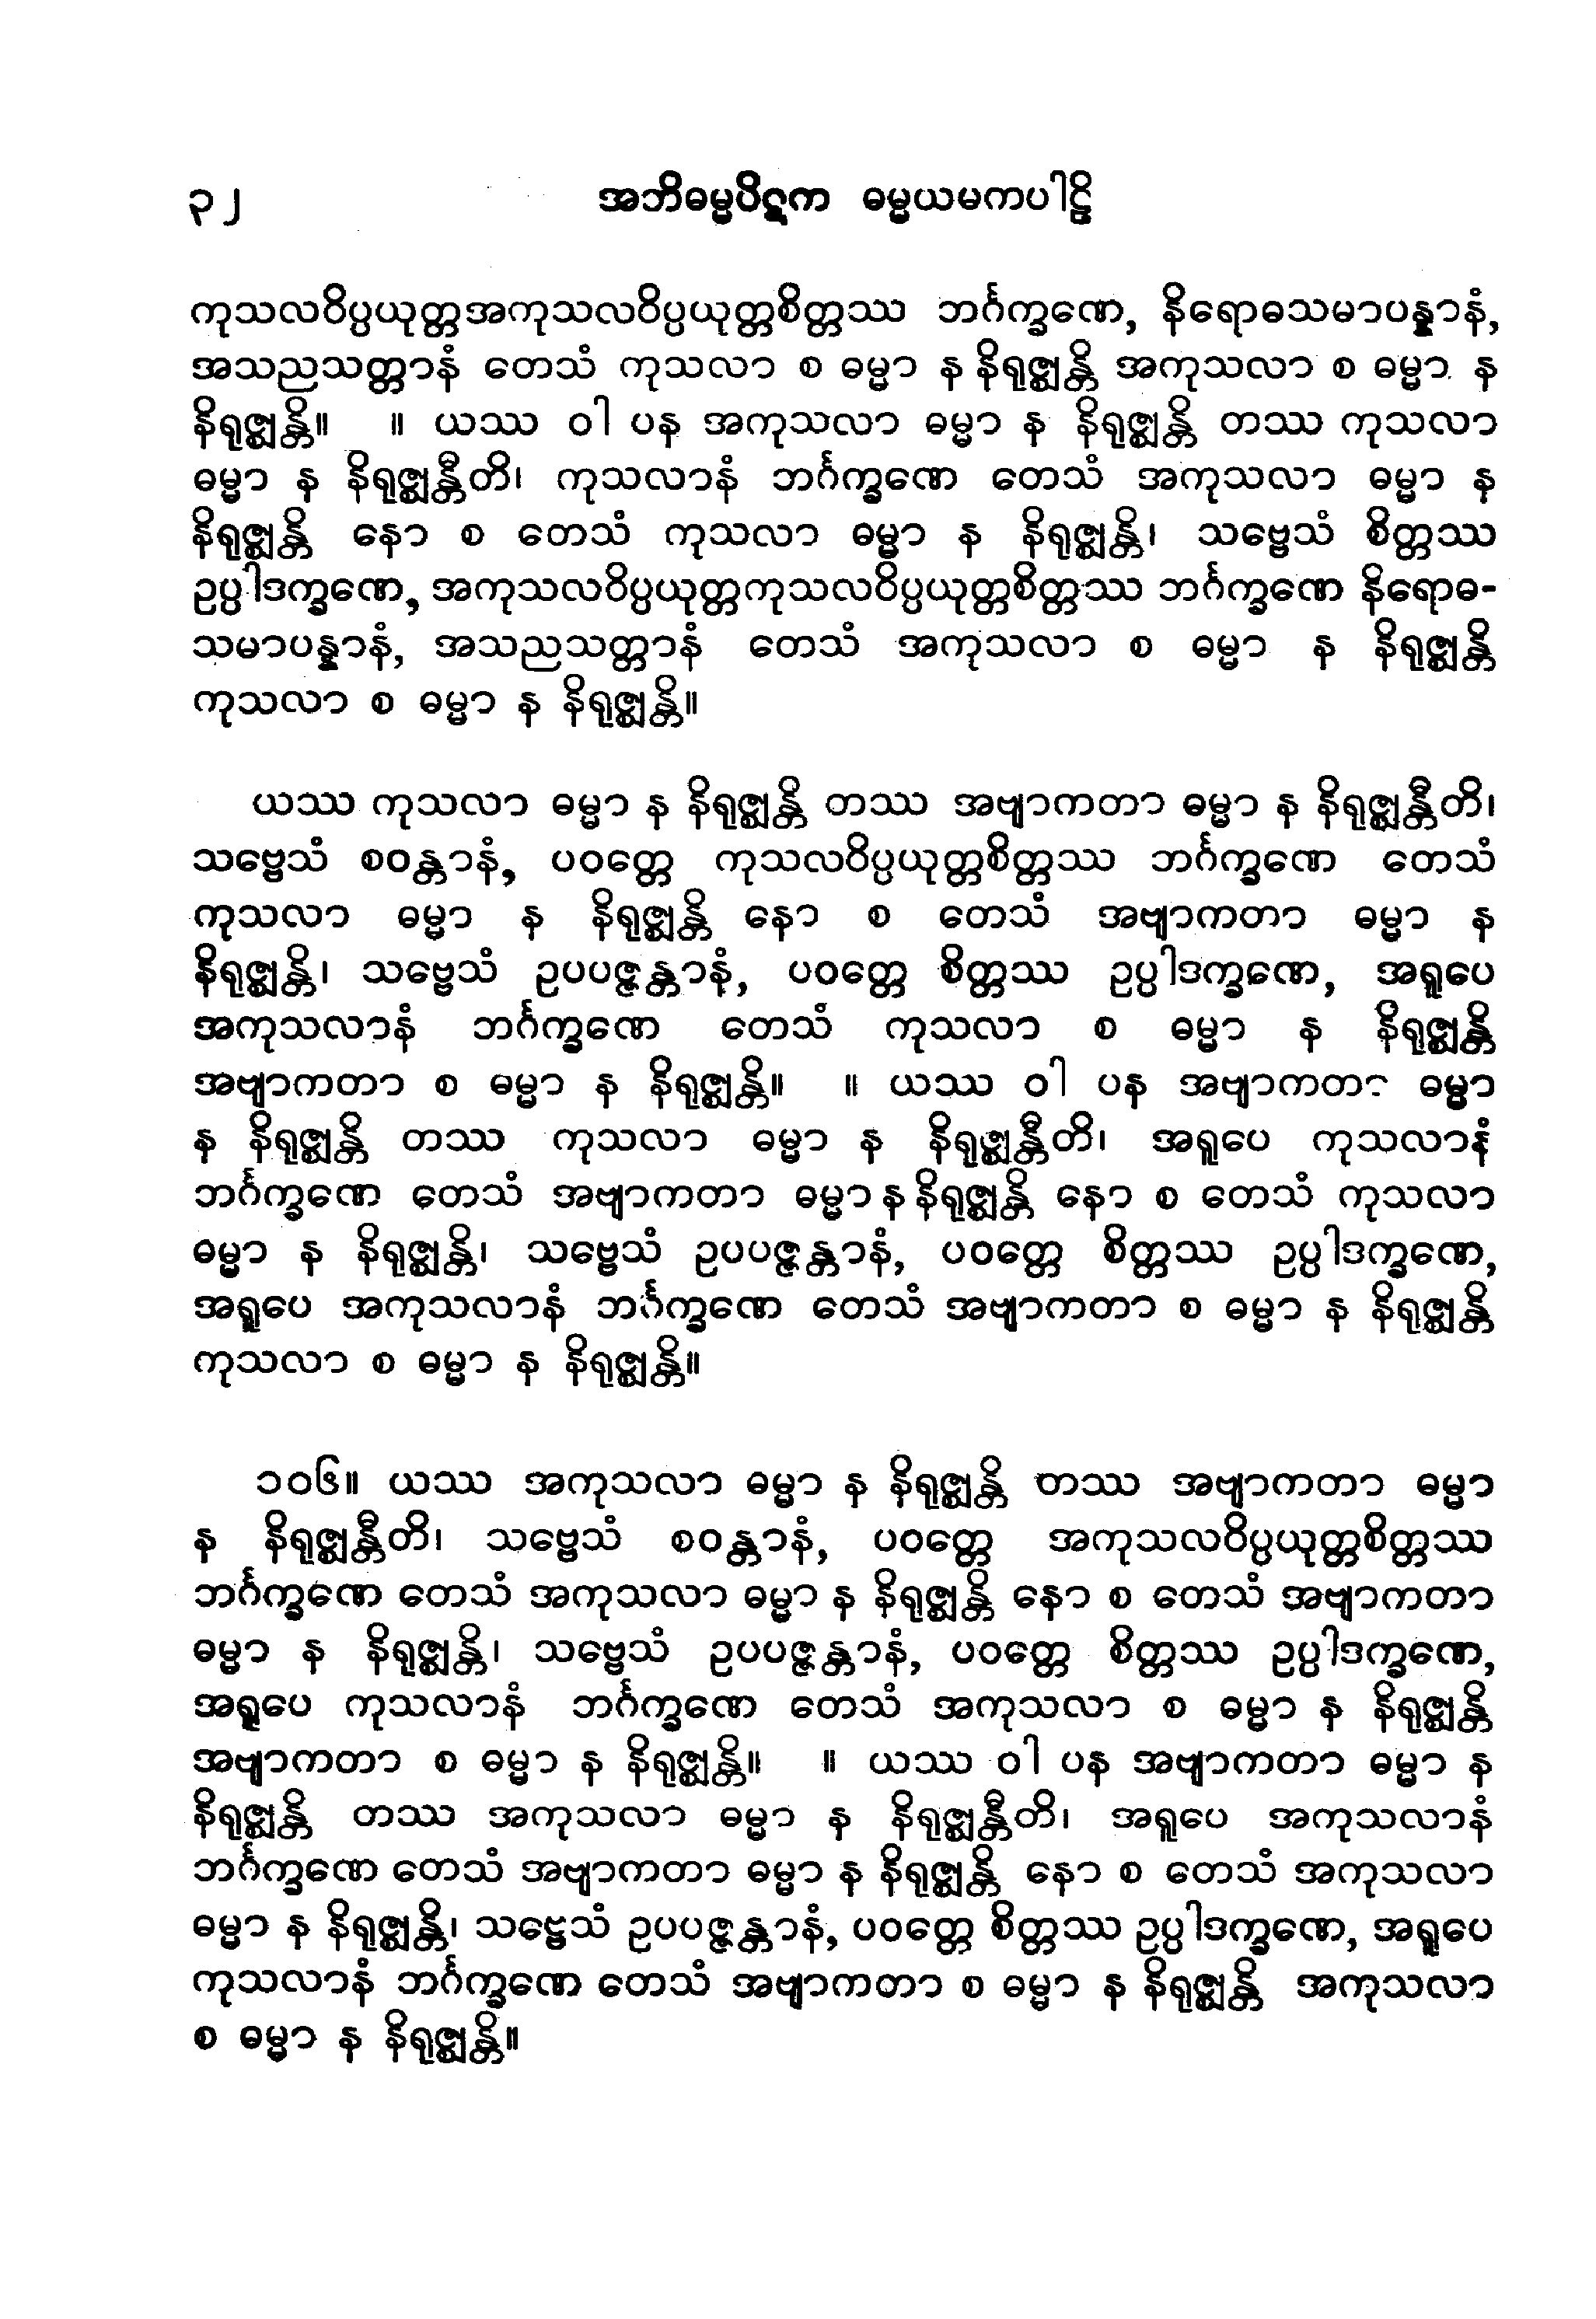 ၃၂ အဘိဓမ္မပိဋက ဓမ္မယမကပါဠိ
ကုသလဝိပ္ပယုတ္တအကုသလဝိပ္ပယုတ္တစိတ္တဿ ဘင်္ဂက္ခဏေ, နိရောဓသမာပန္နာနံ,
အသညသတ္တာနံ တေသံ ကုသလာ စ ဓမ္မာ န နိရုဇ္ဈန္တိ အကုသလာ စ ဓမ္မာ န
နိရုဇ္ဈန္တိ။ ။ ယဿ ဝါ ပန အကုသလာ ဓမ္မာ န နိရုဇ္ဈန္တိ တဿ ကုသလာ
ဓမ္မာ န နိရုဇ္ဈန္တီတိ၊ ကုသလာနံ ဘင်္ဂက္ခဏေ တေသံ အကုသလာ ဓမ္မာ န
နိရုဇ္ဈန္တိ နော စ တေသံ ကုသလာ ဓမ္မာ န နိရုဇ္ဈန္တိ၊ သဗ္ဗေသံ စိတ္တဿ
ဥပ္ပါဒက္ခဏေ, အကုသလဝိပ္ပယုတ္တကုသလဝိပ္ပယုတ္တစိတ္တဿ ဘင်္ဂက္ခဏေ နိရောဓ-
သမာပန္နာနံ, အသညသတ္တာနံ တေသံ အကုသလာ စ ဓမ္မာ န နိရုဇ္ဈန္တိ
ကုသလာ စ ဓမ္မာ န နိရုဇ္ဈန္တိ။
ယဿ ကုသလာ ဓမ္မာ န နိရုဇ္ဈန္တိ တဿ အဗျာကတာ ဓမ္မာ န နိရုဇ္ဈန္တီတိ၊
သဗ္ဗေသံ စဝန္တာနံ, ပဝတ္တေ ကုသလဝိပ္ပယုတ္တစိတ္တဿ ဘင်္ဂက္ခဏေ တေသံ
ကုသလာ ဓမ္မာ န နိရုဇ္ဈန္တိ နော စ တေသံ အဗျာကတာ ဓမ္မာ န
နိရုဇ္ဈန္တိ၊ သဗ္ဗေသံ ဥပပဇ္ဇန္တာနံ, ပဝတ္တေ စိတ္တဿ ဥပ္ပါဒက္ခဏေ, အရူပေ
အကုသလာနံ ဘင်္ဂက္ခဏေ တေသံ ကုသလာ စ ဓမ္မာ န နိရုဇ္ဈန္တိ
အဗျာကတာ စ ဓမ္မာ န နိရုဇ္ဈန္တိ။ ။ ယဿ ဝါ ပန အဗျာကတာ ဓမ္မာ
န နိရုဇ္ဈန္တိ တဿ ကုသလာ ဓမ္မာ န နိရုဇ္ဈန္တီတိ၊ အရူပေ ကုသလာနံ
ဘင်္ဂက္ခဏေ တေသံ အဗျာကတာ ဓမ္မာ န နိရုဇ္ဈန္တိ နော စ တေသံ ကုသလာ
ဓမ္မာ န နိရုဇ္ဈန္တိ၊ သဗ္ဗေသံ ဥပပဇ္ဇန္တာနံ, ပဝတ္တေ စိတ္တဿ ဥပ္ပါဒက္ခဏေ,
အရူပေ အကုသလာနံ ဘင်္ဂက္ခဏေ တေသံ အဗျာကတာ စ ဓမ္မာ န နိရုဇ္ဈန္တိ
ကုသလာ စ ဓမ္မာ န နိရုဇ္ဈန္တိ။
၁၀၆။ ယဿ အကုသလာ ဓမ္မာ န နိရုဇ္ဈန္တိ တဿ အဗျာကတာ ဓမ္မာ
န နိရုဇ္ဈန္တီတိ၊ သဗ္ဗေသံ စဝန္တာနံ, ပဝတ္တေ အကုသလဝိပ္ပယုတ္တစိတ္တဿ
ဘင်္ဂက္ခဏေ တေသံ အကုသလာ ဓမ္မာ န နိရုဇ္ဈန္တိ နော စ တေသံ အဗျာကတာ
ဓမ္မာ န နိရုဇ္ဈန္တိ၊ သဗ္ဗေသံ ဥပပဇ္ဇန္တာနံ, ပဝတ္တေ စိတ္တဿ ဥပ္ပါဒက္ခဏေ,
အရူပေ ကုသလာနံ ဘင်္ဂက္ခဏေ တေသံ အကုသလာ စ ဓမ္မာ န နိရုဇ္ဈန္တိ
အဗျာကတာ စ ဓမ္မာ န နိရုဇ္ဈန္တိ။ ။ ယဿ ဝါ ပန အဗျာကတာ ဓမ္မာ န
နိရုဇ္ဈန္တိ တဿ အကုသလာ ဓမ္မာ န နိရုဇ္ဈန္တီတိ၊ အရူပေ အကုသလာနံ
ဘင်္ဂက္ခဏေ တေသံ အဗျာကတာ ဓမ္မာ န နိရုဇ္ဈန္တိ နော စ တေသံ အကုသလာ
ဓမ္မာ န နိရုဇ္ဈန္တိ၊ သဗ္ဗေသံ ဥပပဇ္ဇန္တာနံ, ပဝတ္တေ စိတ္တဿ ဥပ္ပါဒက္ခဏေ, အရူပေ
ကုသလာနံ ဘင်္ဂက္ခဏေ တေသံ အဗျာကတာ စ ဓမ္မာ န နိရုဇ္ဈန္တိ အကုသလာ
စ ဓမ္မာ န နိရုဇ္ဈန္တိ။